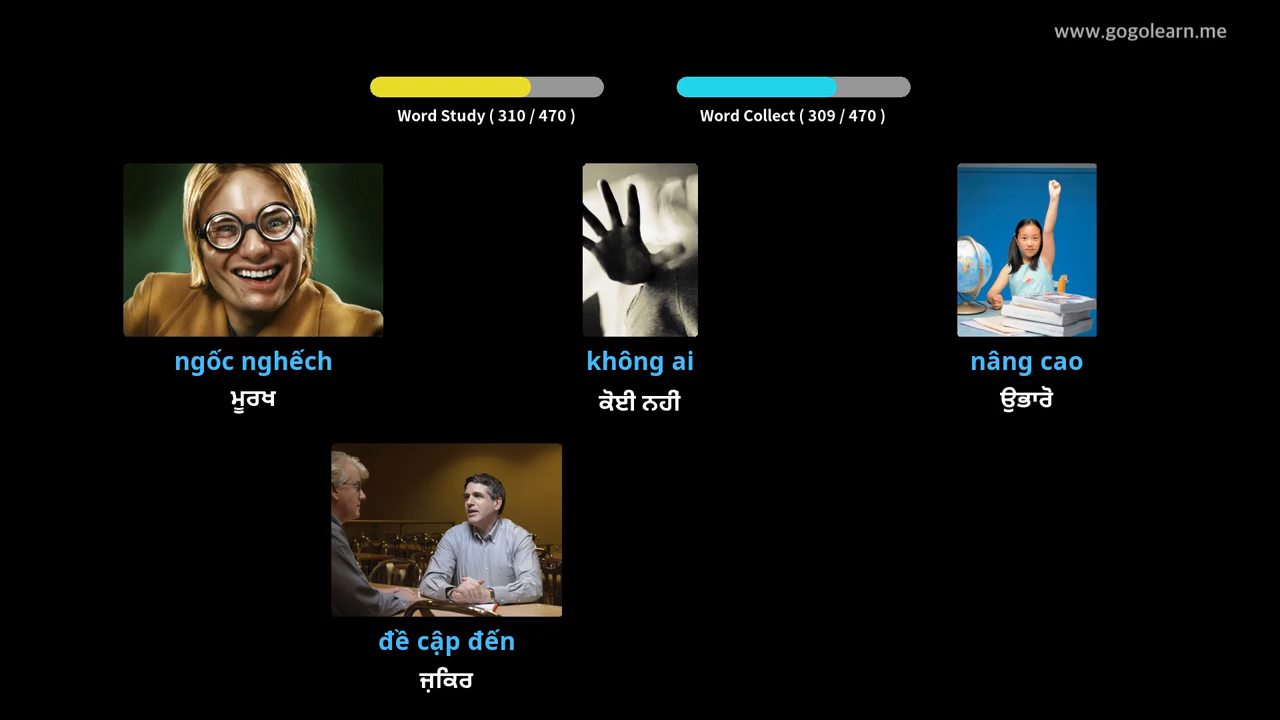 www.gogolearn.me
Word Study ( 310 / 470 )
Word Collect ( 309 / 470 )
ngốc nghếch
không ai
nâng cao
ਮੂਰਖ
ਕੋਈ ਨਹੀਂ
ਉਭਾਰੋ
đề cập đến
ਜ਼ਿਕਰ